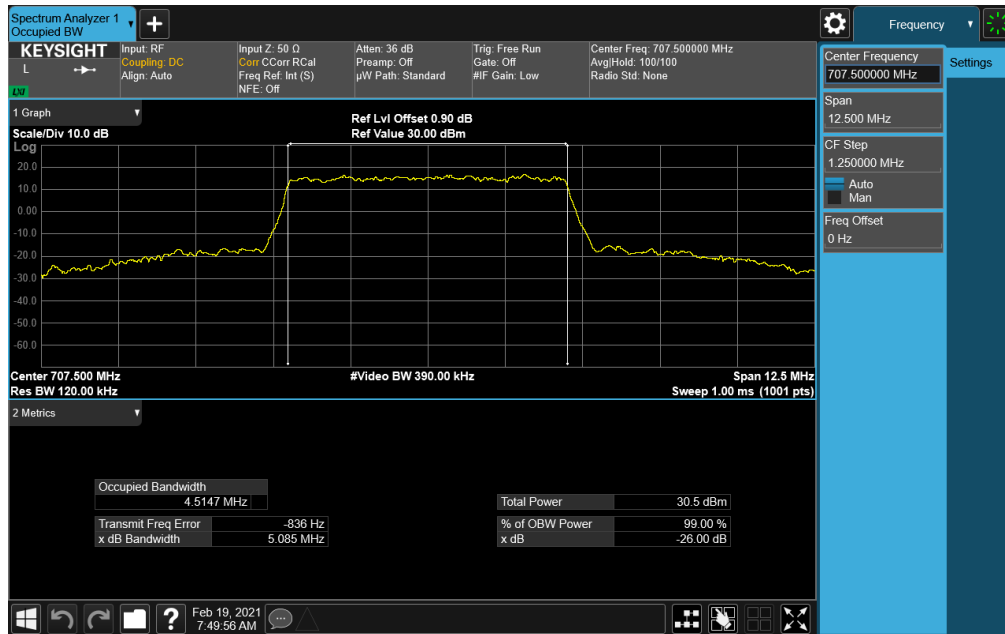 Spectrum Analyzer 1
Occupied BW
Frequency
KEYSIGHT
L
LXI
Input: RF
Coupling: DC
Align: Auto
Input Z: 50 Ω
Corr CCorr RCal
Freq Ref: Int (S)
NFE: Off
Atten: 36 dB
Preamp: Off
µW Path: Standard
Trig: Free Run
Gate: Off
#IF Gain: Low
Center Freq: 707.500000 MHz
Avg|Hold: 100/100
Radio Std: None
Center Frequency
707.500000 MHz
Settings
Span
12.500 MHz
CF Step
1.250000 MHz
Auto
Man
Freq Offset
0 Hz
1 Graph
Scale/Div 10.0 dB
Ref Lvl Offset 0.90 dB
Ref Value 30.00 dBm
Log
20.0
10.0
0.00
-10.0
-20.0
-30.0
-40.0
-50.0
-60.0
Center 707.500 MHz
#Video BW 390.00 kHz
Span 12.5 MHz
Res BW 120.00 kHz
Sweep 1.00 ms (1001 pts)
2 Metrics
Occupied Bandwidth
4.5147 MHz
Total Power 30.5 dBm
Transmit Freq Error -836 Hz
% of OBW Power 99.00 %
x dB Bandwidth 5.085 MHz
x dB -26.00 dB
Feb 19, 2021
7:49:56 AM